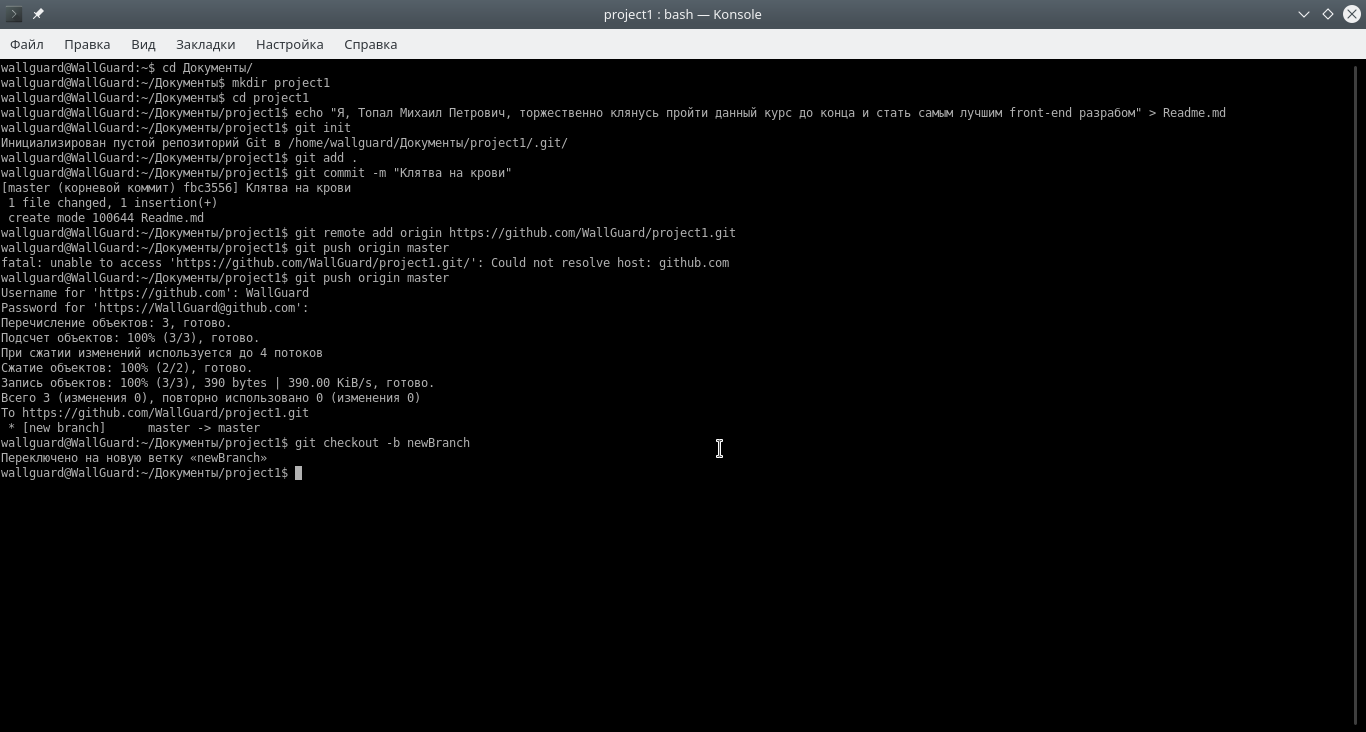 project1 : bash — Konsole
Файл Правка Вид Закладки Настройка Справка
wallguard@WallGuard:~$ cd Документы/
wallguard@WallGuard:~/Документы$ mkdir project1
wallguard@WallGuard:~/Документы$ cd project1
wallguard@WallGuard:~/Документы/project1$ echo "Я, Топал Михаил Петрович, торжественно клянусь пройти данный курс до конца и стать самым лучшим front-end разрабом" > Readme.md
wallguard@WallGuard:~/Документы/project1$ git init
Инициализирован пустой репозиторий Git в /home/wallguard/Документы/project1/.git/
wallguard@WallGuard:~/Документы/project1$ git add .
wallguard@WallGuard:~/Документы/project1$ git commit -m "Клятва на крови"
[master (корневой коммит) fbc3556] Клятва на крови
 1 file changed, 1 insertion(+)
 create mode 100644 Readme.md
wallguard@WallGuard:~/Документы/project1$ git remote add origin https://github.com/WallGuard/project1.git
wallguard@WallGuard:~/Документы/project1$ git push origin master
fatal: unable to access 'https://github.com/WallGuard/project1.git/': Could not resolve host: github.com
wallguard@WallGuard:~/Документы/project1$ git push origin master
Username for 'https://github.com': WallGuard
Password for 'https://WallGuard@github.com':
Перечисление объектов: 3, готово.
Подсчет объектов: 100% (3/3), готово.
При сжатии изменений используется до 4 потоков
Сжатие объектов: 100% (2/2), готово.
Запись объектов: 100% (3/3), 390 bytes | 390.00 KiB/s, готово.
Всего 3 (изменения 0), повторно использовано 0 (изменения 0)
To https://github.com/WallGuard/project1.git
 * [new branch]      master -> master
wallguard@WallGuard:~/Документы/project1$ git checkout -b newBranch
Переключено на новую ветку «newBranch»
wallguard@WallGuard:~/Документы/project1$